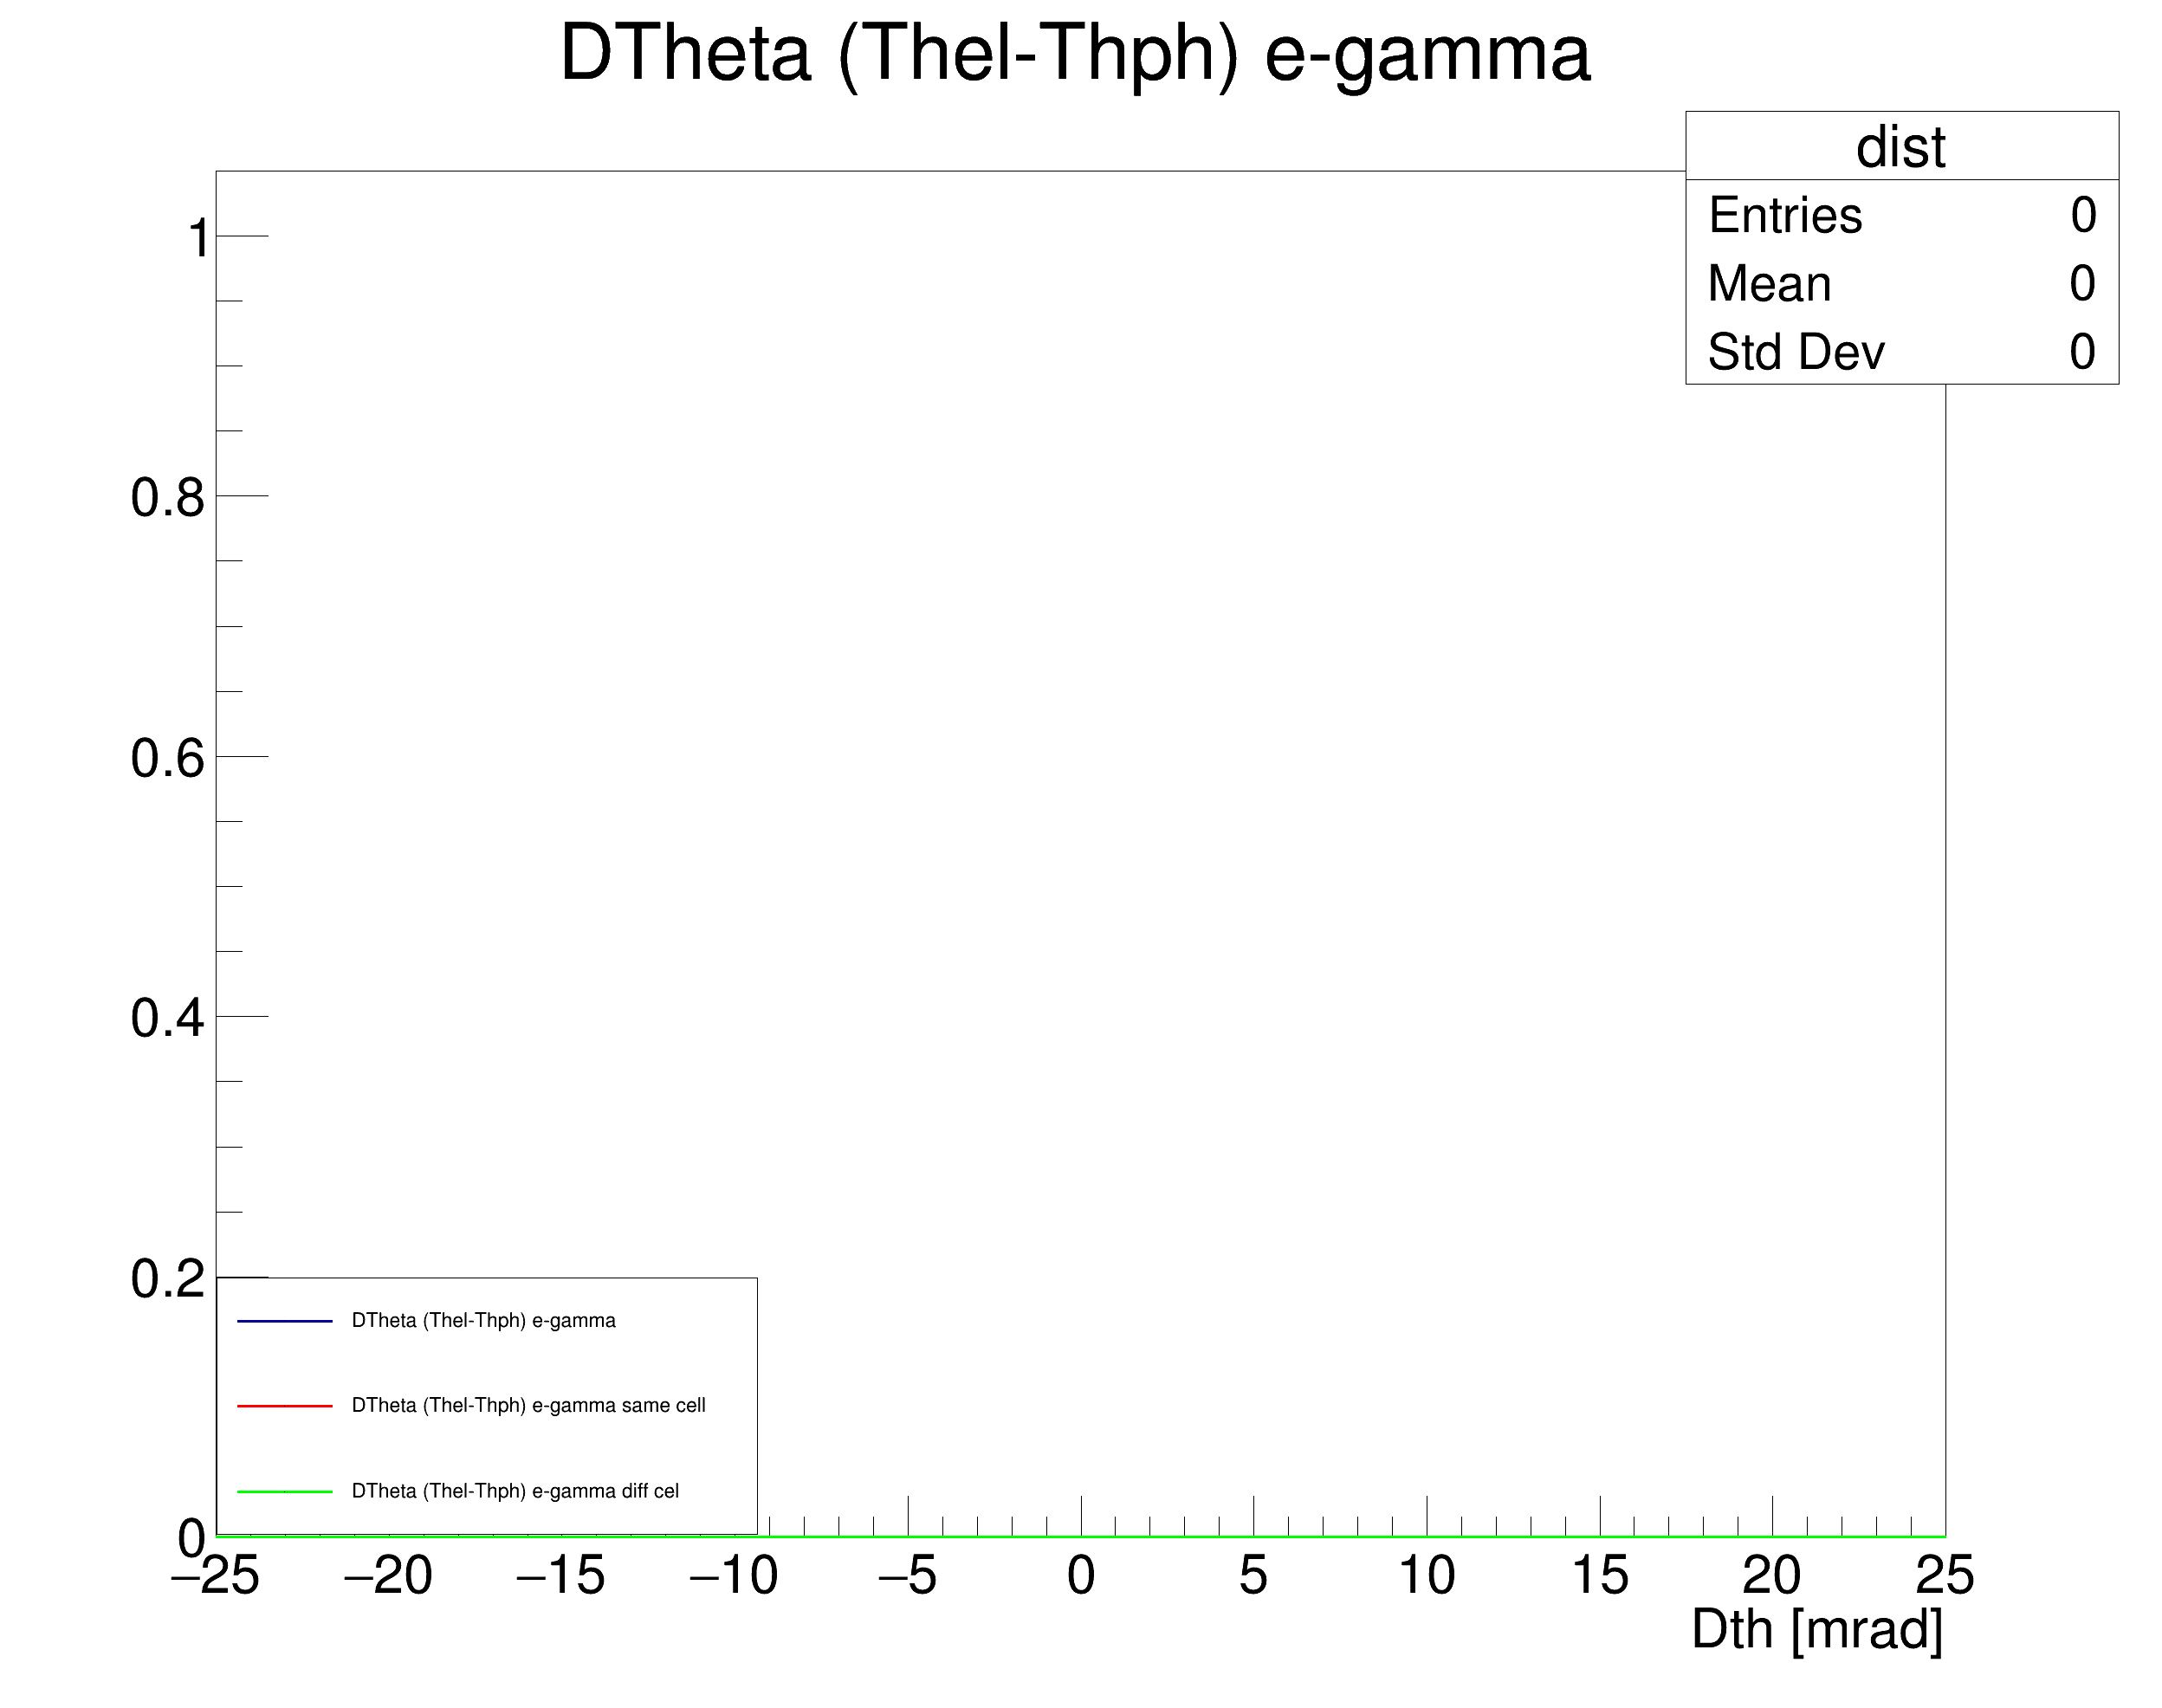 DTheta (Thel-Thph) e-gamma
dist
Entries 0
Mean 0
Std Dev 0
1
0.8
0.6
0.4
0.2
0
DTheta (Thel-Thph) e-gamma
DTheta (Thel-Thph) e-gamma same cell
DTheta (Thel-Thph) e-gamma diff cel
−25 −20 −15 −10 −5 0 5 10 15 20 25
Dth [mrad]